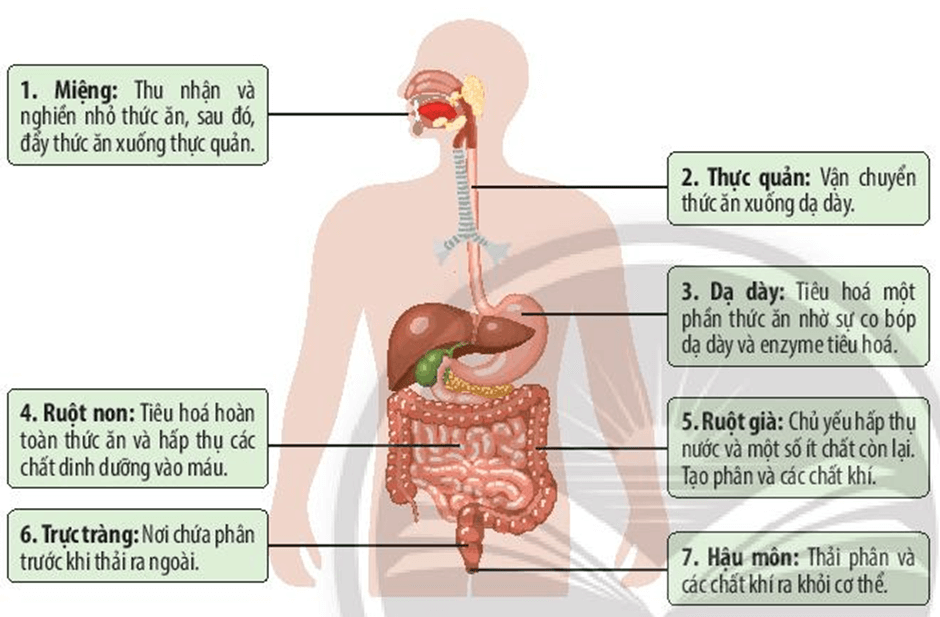 1. Miệng: Thu nhận và
nghiền nhỏ thức ăn, sau đó,
đẩy thức ăn xuống thực quản.
2. Thực quản: Vận chuyển
thức ăn xuống dạ dày.
3. Dạ dày: Tiêu hoá một
phần thức ăn nhờ sự co bóp
dạ dày và enzyme tiêu hoá.
4. Ruột non: Tiêu hoá hoàn
toàn thức ăn và hấp thụ các
chất dinh dưỡng vào máu.
5. Ruột già: Chủ yếu hấp thụ
nước và một số ít chất còn lại.
Tạo phân và các chất khí.
6. Trực tràng: Nơi chứa phân
trước khi thải ra ngoài.
7. Hậu môn: Thải phân và
các chất khí ra khỏi cơ thể.